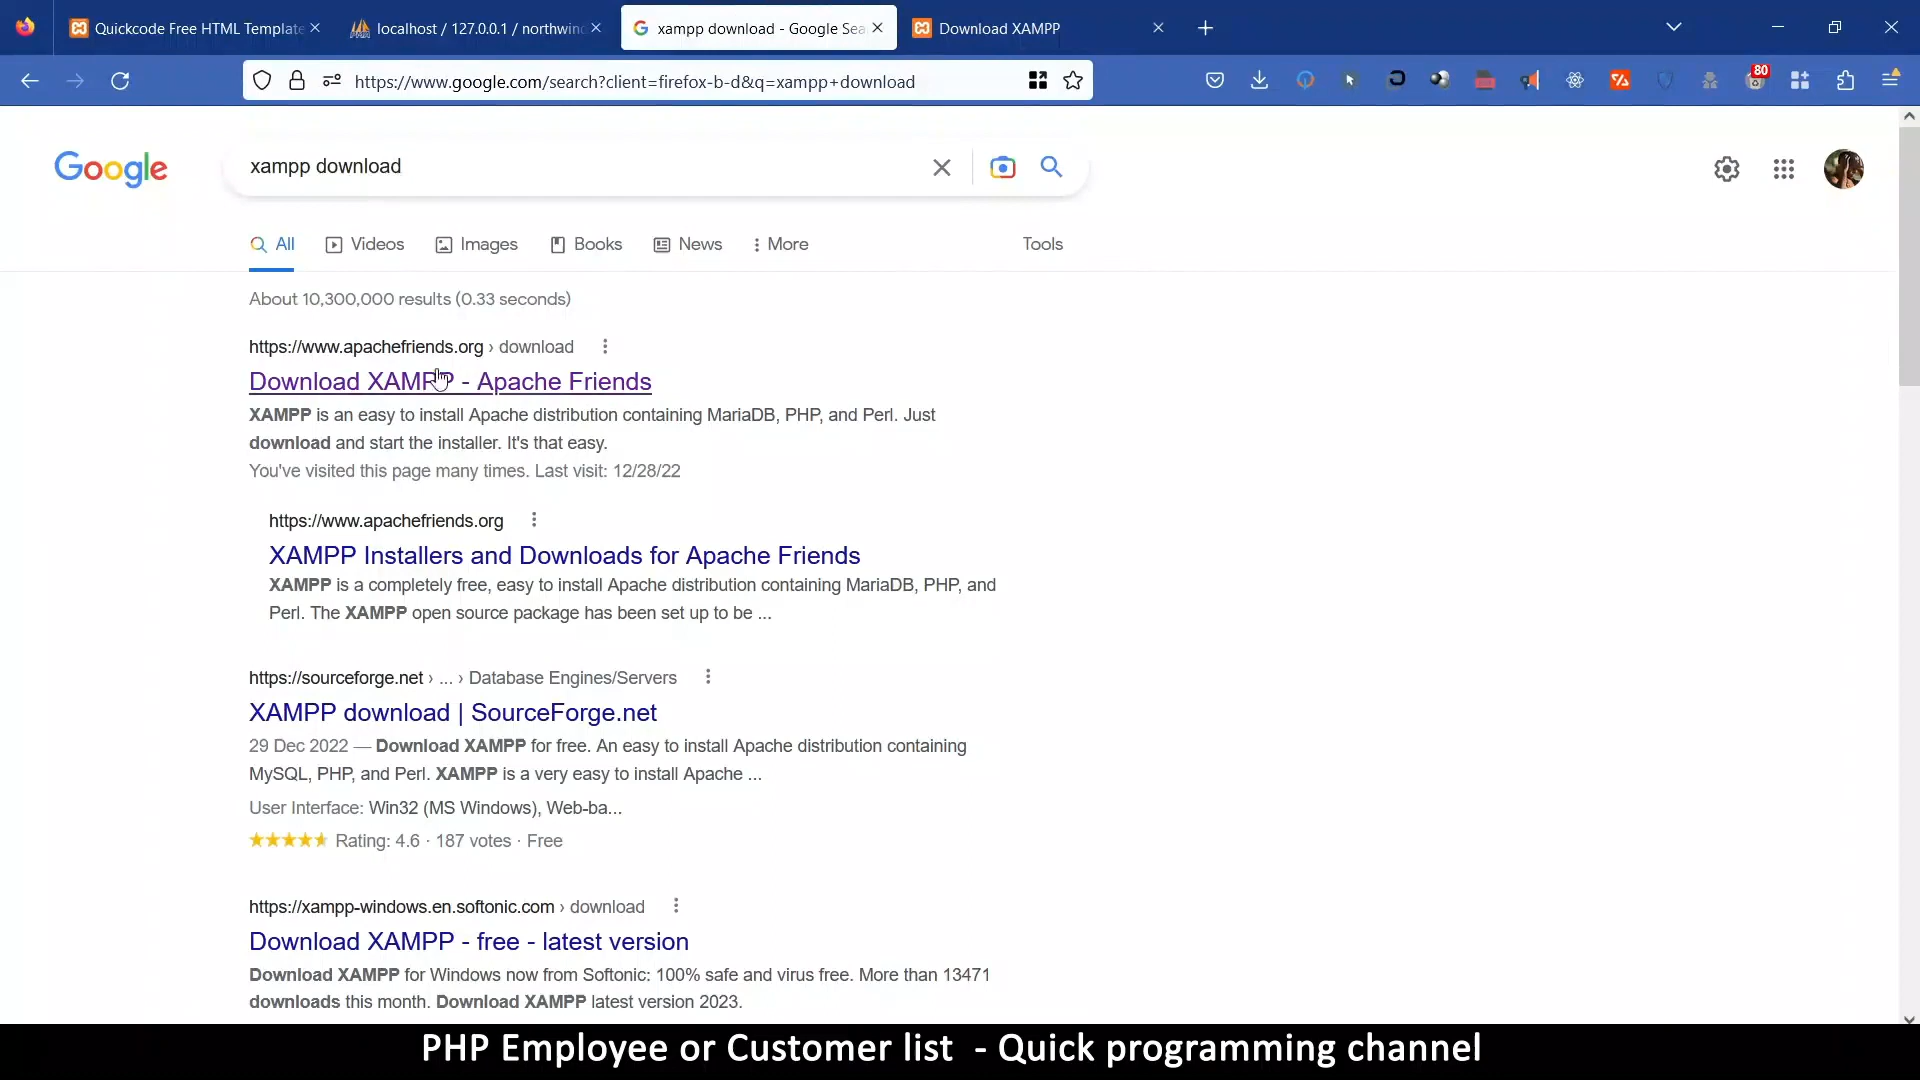 Quickcode Free HTML Template
localhost / 127.0.0.1 / northwin
xampp download - Google Sea
Download XAMPP
https://www.google.com/search?client=firefox-b-d&q=xampp+download
80
Google
xampp download
All
Videos
Images
Books
News
More
Tools
About 10,300,000 results (0.33 seconds)
https://www.apachefriends.org › download
Download XAMPP - Apache Friends
XAMPP is an easy to install Apache distribution containing MariaDB, PHP, and Perl. Just
download and start the installer. It's that easy.
You've visited this page many times. Last visit: 12/28/22
https://www.apachefriends.org
XAMPP Installers and Downloads for Apache Friends
XAMPP is a completely free, easy to install Apache distribution containing MariaDB, PHP, and
Perl. The XAMPP open source package has been set up to be ...
https://sourceforge.net › ... › Database Engines/Servers
XAMPP download | SourceForge.net
29 Dec 2022 — Download XAMPP for free. An easy to install Apache distribution containing
MySQL, PHP, and Perl. XAMPP is a very easy to install Apache ...
User Interface: Win32 (MS Windows), Web-ba...
Rating: 4.6 · 187 votes · Free
https://xampp-windows.en.softonic.com › download
Download XAMPP - free - latest version
Download XAMPP for Windows now from Softonic: 100% safe and virus free. More than 13471
downloads this month. Download XAMPP latest version 2023.
PHP Employee or Customer list - Quick programming channel